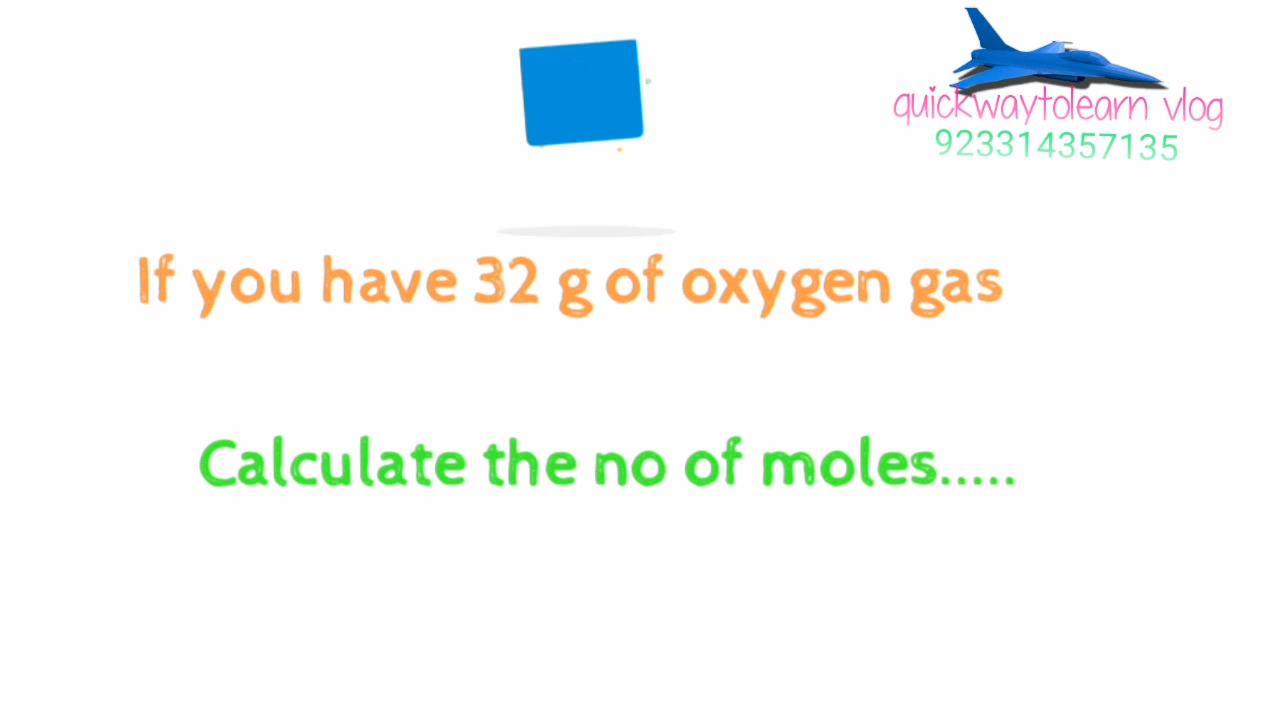 quickwaytolearn vlog
923314357135
If you have 32 g of oxygen gas
Calculate the no of moles.....